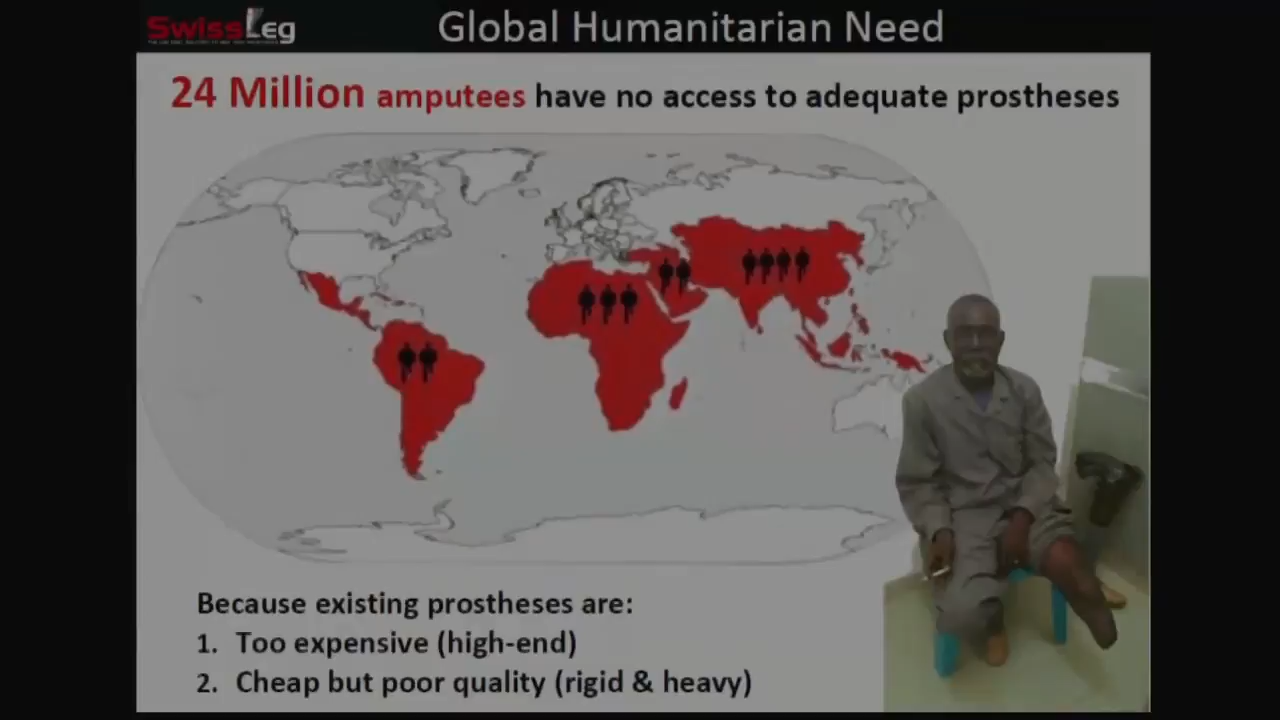 SwissLeg
Global Humanitarian Need
24 Million amputees have no access to adequate prostheses
Because existing prostheses are:
1. Too expensive (high-end)
2. Cheap but poor quality (rigid & heavy)